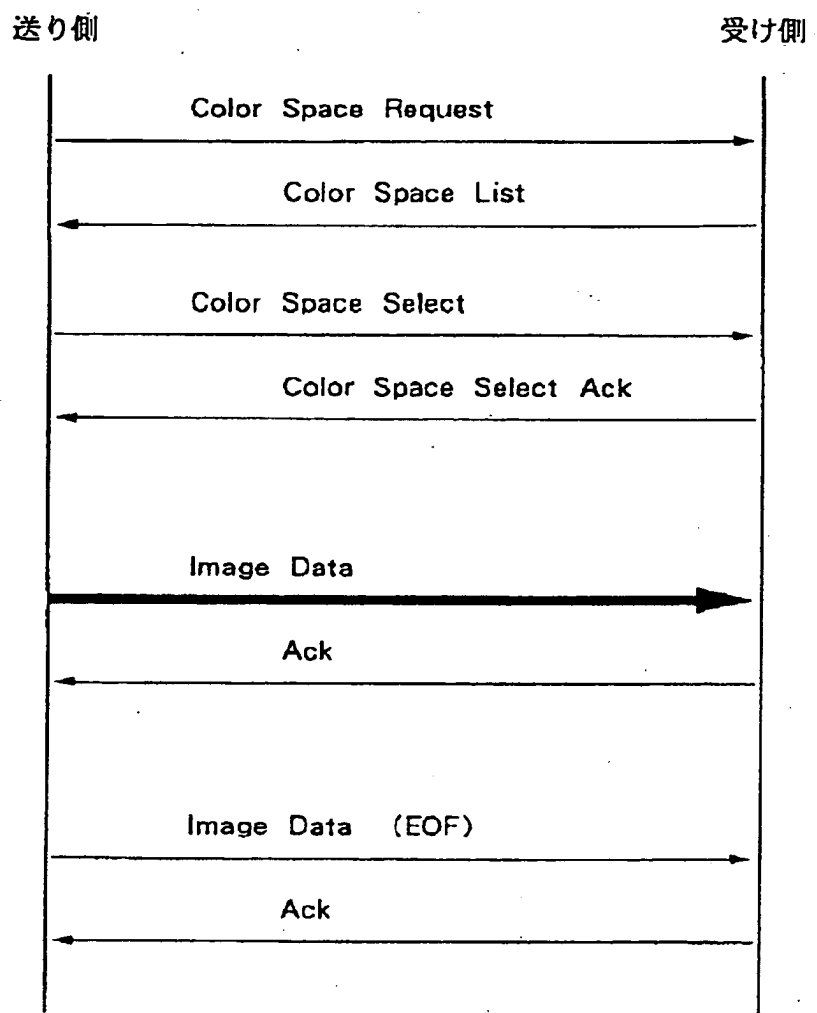 送り側
受け側
Color Space Request
Color Space List
Color Space Select
Color Space Select Ack
Image Data
Ack
Image Data (EOF)
Ack